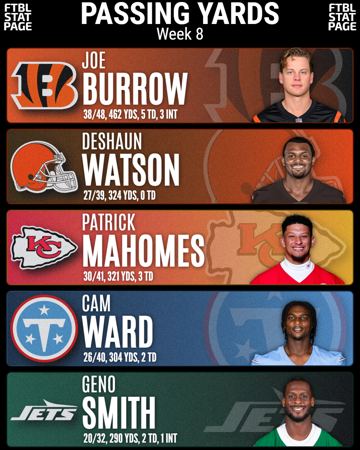 FTBL
STAT
PAGE
PASSING YARDS
Week 8
FTBL
STAT
PAGE
B
JOE
BURROW
38/48, 462 YDS, 5 TD, 3 INT
DESHAUN
WATSON
27/39, 324 YDS, 0 TD
KC
PATRICK
MAHOMES
30/41, 321 YDS, 3 TD
T
CAM
WARD
26/40, 304 YDS, 2 TD
JETS
GENO
SMITH
20/32, 290 YDS, 2 TD, 1 INT
JETS